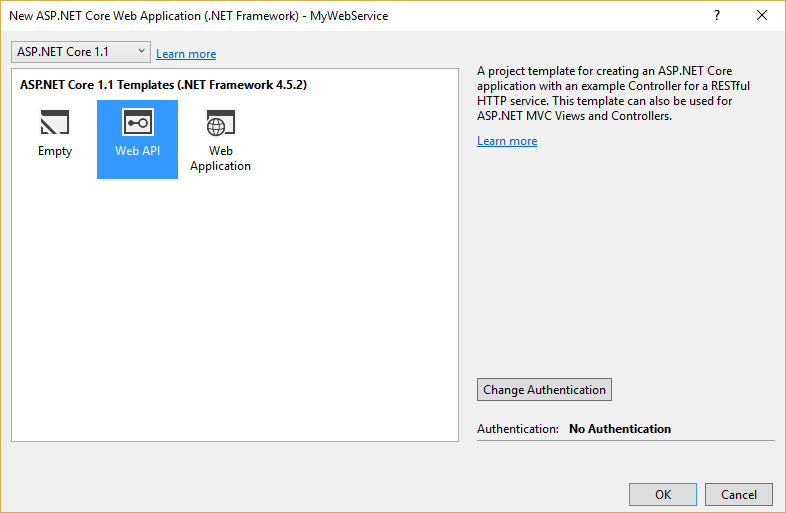 New ASP.NET Core Web Application (.NET Framework) - MyWebService
?
ASP.NET Core 1.1
Learn more
ASP.NET Core 1.1 Templates (.NET Framework 4.5.2)
Empty
Web API
Web
Application
A project template for creating an ASP.NET Core
application with an example Controller for a RESTful
HTTP service. This template can also be used for
ASP.NET MVC Views and Controllers.
Learn more
Change Authentication
Authentication: No Authentication
OK
Cancel